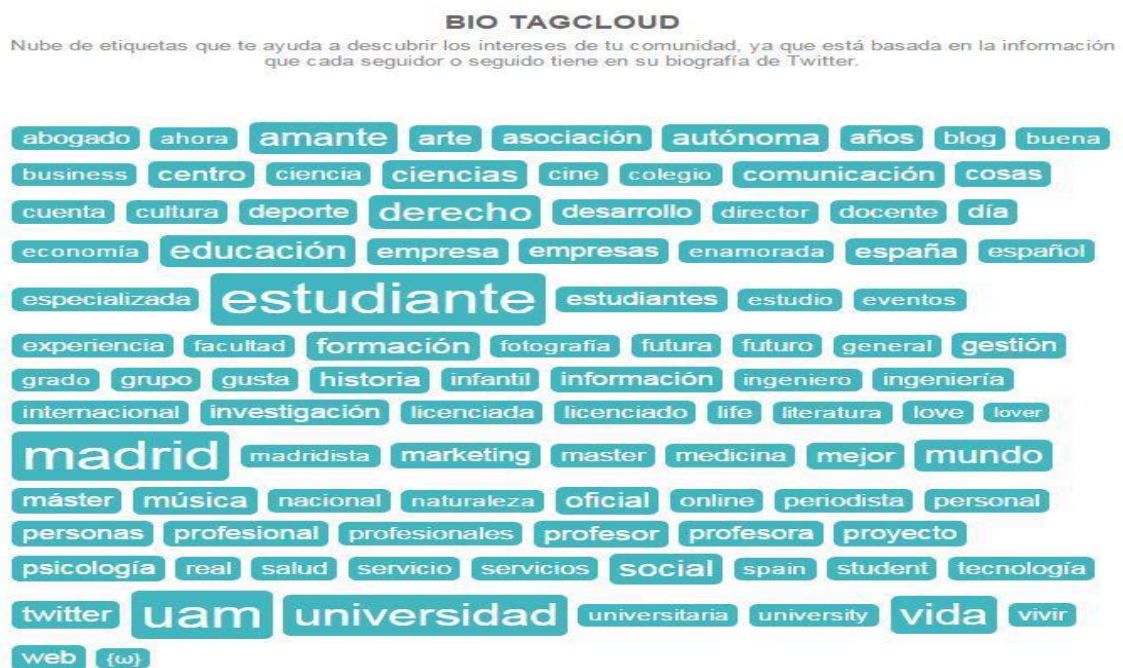 BIO TAGCLOUD
Nube de etiquetas que te ayuda a descubrir los intereses de tu comunidad, ya que está basada en la información
que cada seguidor o seguido tiene en su biografía de Twitter.
abogado ahora amante arte asociación autónoma años blog buena
business centro ciencia ciencias cine colegio comunicación cosas
cuenta cultura deporte derecho desarrollo director docente día
economía educación empresa empresas enamorada españa español
especializada estudiante estudiantes estudio eventos
experiencia facultad formación fotografía futura futuro general gestión
grado grupo gusta historia infantil información ingeniero ingeniería
internacional investigación licenciada licenciado life literatura love lover
madrid madridista marketing master medicina mejor mundo
máster música nacional naturaleza oficial online periodista personal
personas profesional profesionales profesor profesora proyecto
psicología real salud servicio servicios social spain student tecnología
twitter uam universidad universitaria university vida vivir
web {ω}